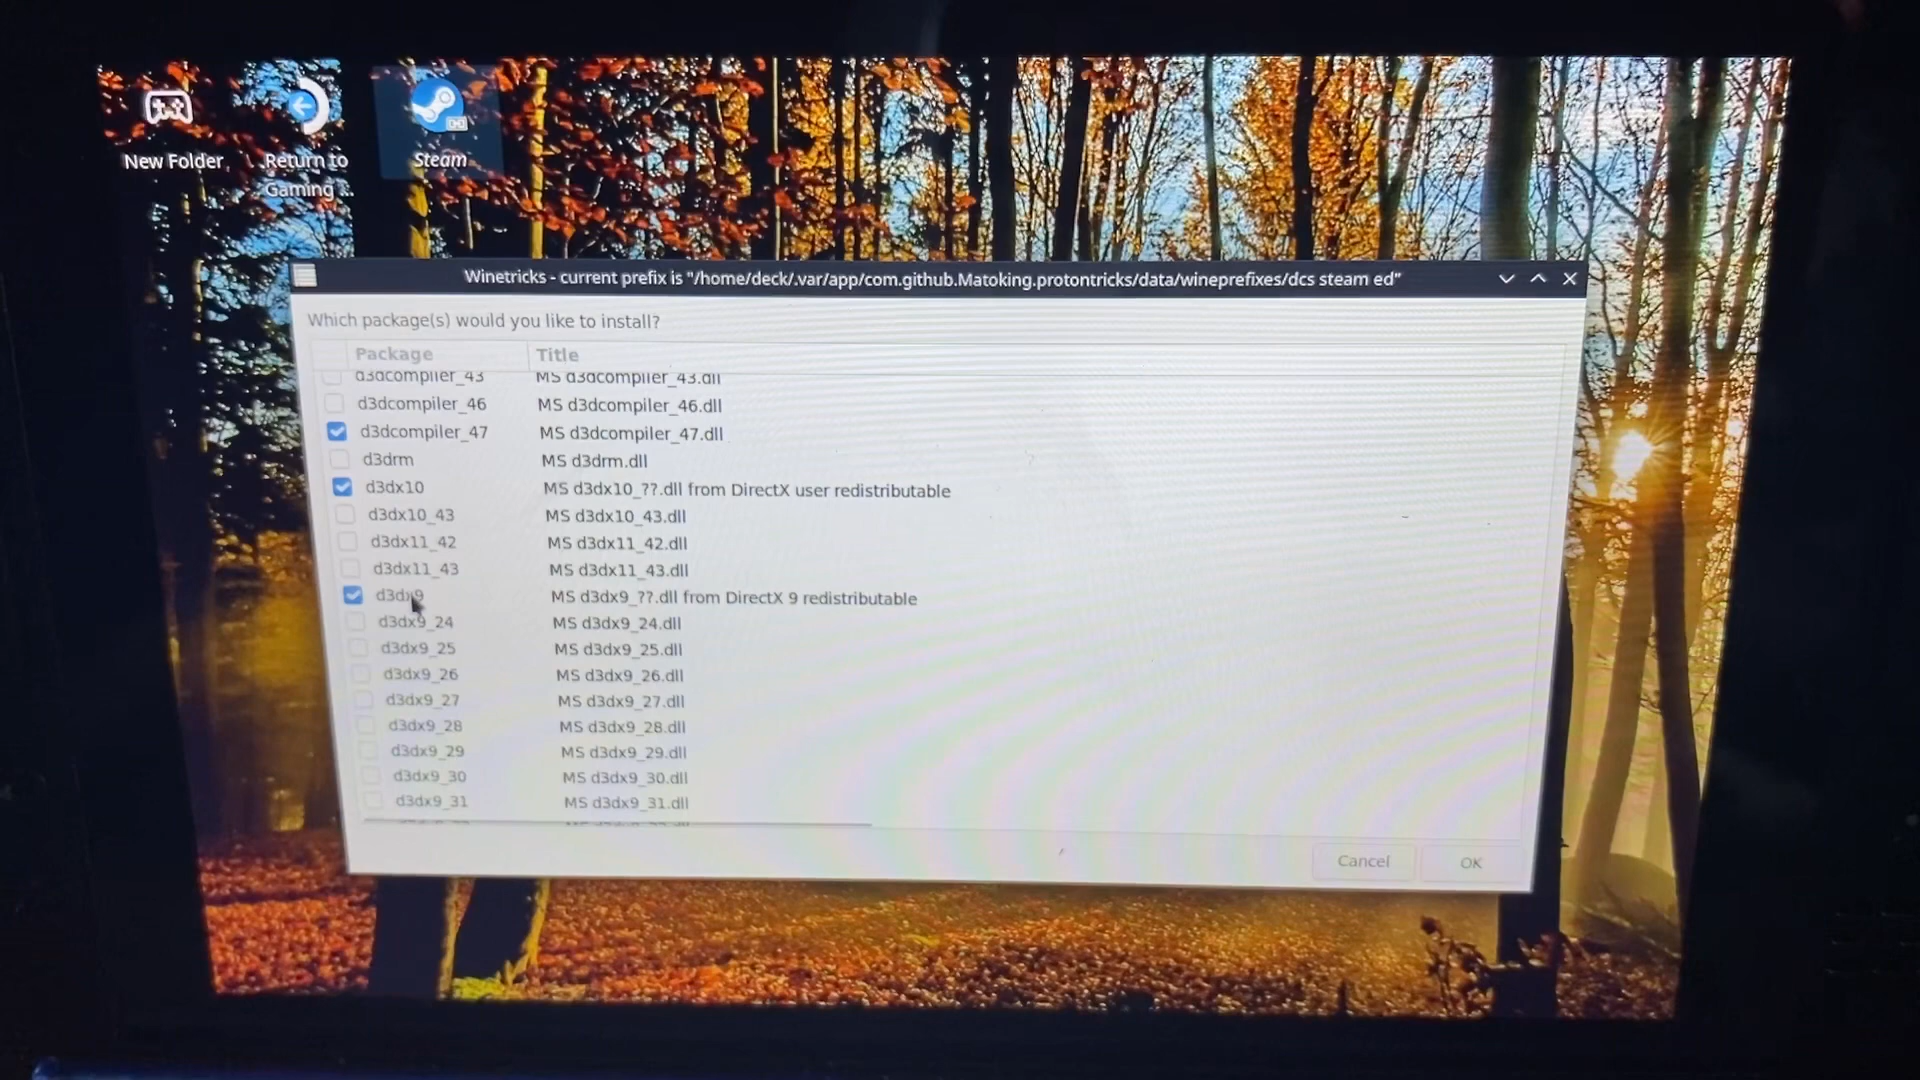 New Folder
Return to
Gaming ...
Steam
Winetricks - current prefix is "/home/deck/.var/app/com.github.Matoking.protontricks/data/wineprefixes/dcs steam ed"
Which package(s) would you like to install?
Package Title
d3dcompiler_43 MS d3dcompiler_43.dll
d3dcompiler_46 MS d3dcompiler_46.dll
d3dcompiler_47 MS d3dcompiler_47.dll
d3drm MS d3drm.dll
d3dx10 MS d3dx10_??.dll from DirectX user redistributable
d3dx10_43 MS d3dx10_43.dll
d3dx11_42 MS d3dx11_42.dll
d3dx11_43 MS d3dx11_43.dll
d3dx9 MS d3dx9_??.dll from DirectX 9 redistributable
d3dx9_24 MS d3dx9_24.dll
d3dx9_25 MS d3dx9_25.dll
d3dx9_26 MS d3dx9_26.dll
d3dx9_27 MS d3dx9_27.dll
d3dx9_28 MS d3dx9_28.dll
d3dx9_29 MS d3dx9_29.dll
d3dx9_30 MS d3dx9_30.dll
d3dx9_31 MS d3dx9_31.dll
Cancel OK